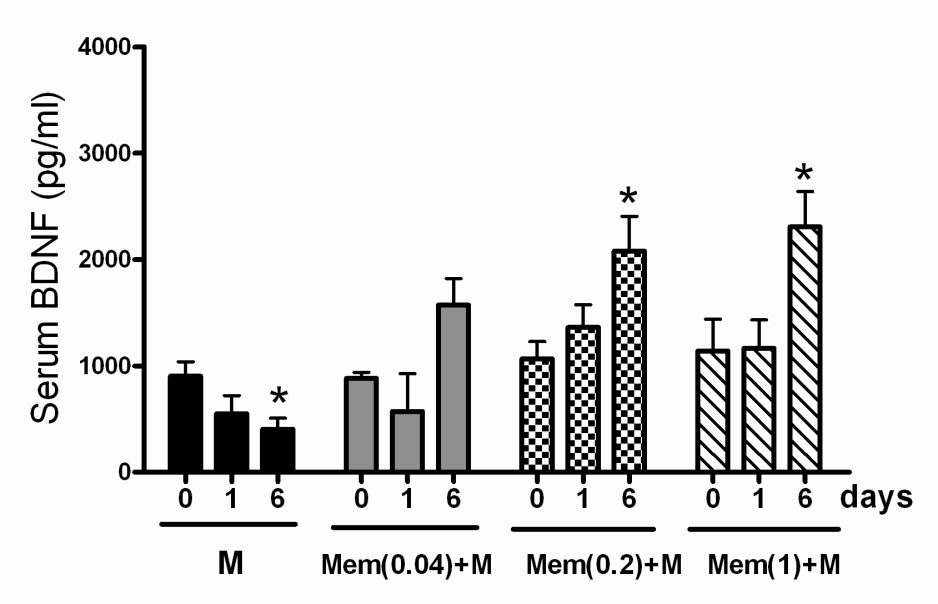 4000
3000
2000
1000
0
Serum BDNF (pg/ml)
*
*
*
0 1 6 0 1 6 0 1 6 0 1 6 days
M Mem(0.04)+M Mem(0.2)+M Mem(1)+M